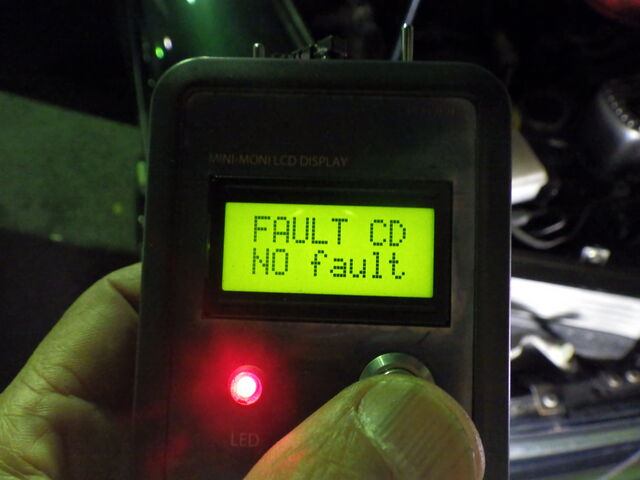 MINI-MONI LCD DISPLAY
FAULT CD
NO fault
LED